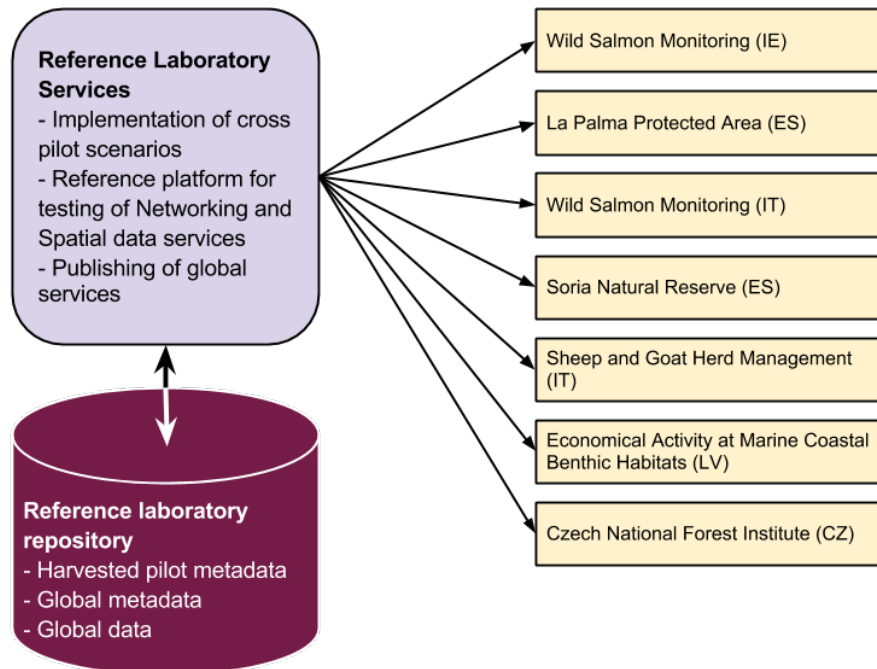 Reference Laboratory
Services
- Implementation of cross
pilot scenarios
- Reference platform for
testing of Networking and
Spatial data services
- Publishing of global
services
Reference laboratory
repository
- Harvested pilot metadata
- Global metadata
- Global data
Wild Salmon Monitoring (IE)
La Palma Protected Area (ES)
Wild Salmon Monitoring (IT)
Soria Natural Reserve (ES)
Sheep and Goat Herd Management
(IT)
Economical Activity at Marine Coastal
Benthic Habitats (LV)
Czech National Forest Institute (CZ)